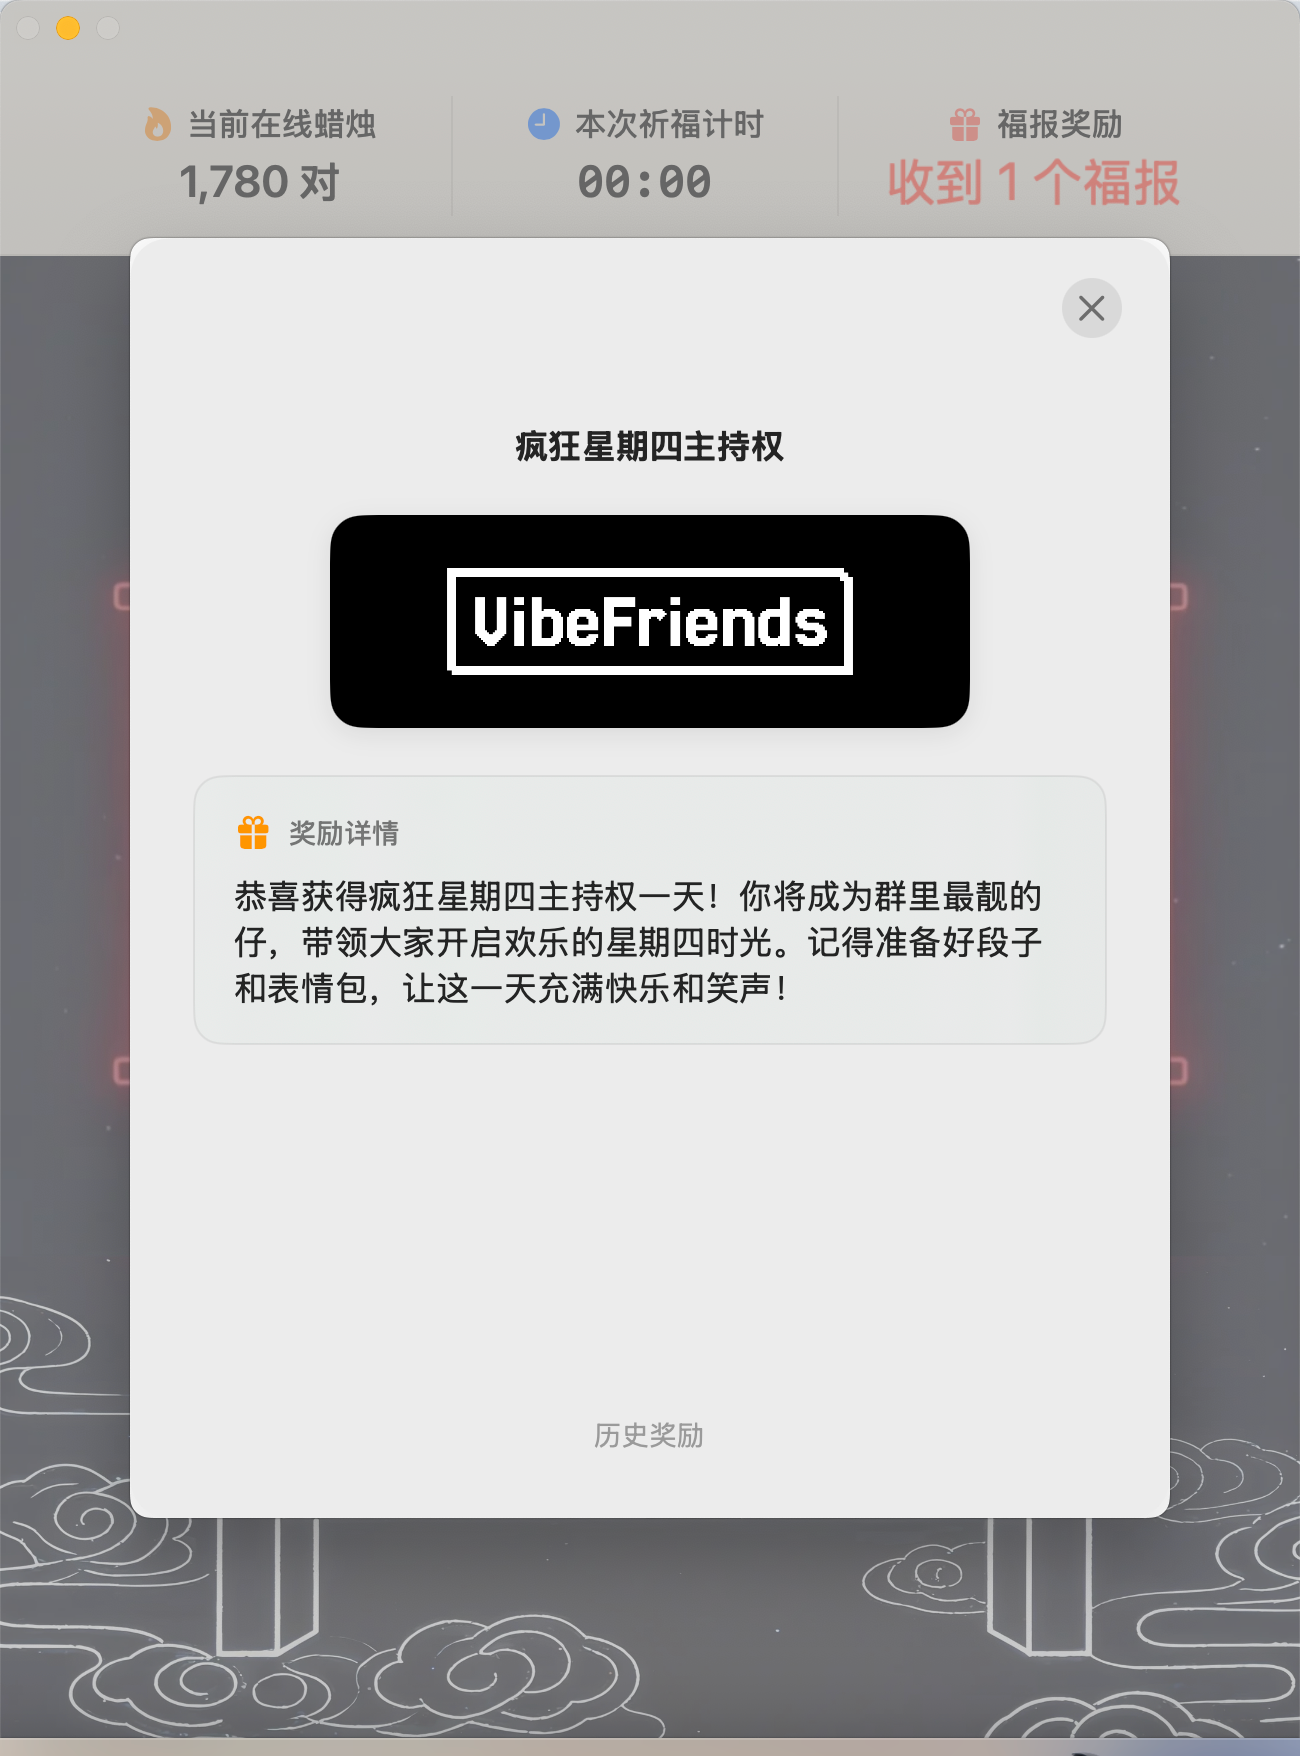 当前在线蜡烛
1,780 对
本次祈福计时
00:00
福报奖励
收到 1 个福报
疯狂星期四主持权
VibeFriends
奖励详情
恭喜获得疯狂星期四主持权一天！你将成为群里最靓的
仔，带领大家开启欢乐的星期四时光。记得准备好段子
和表情包，让这一天充满快乐和笑声！
历史奖励